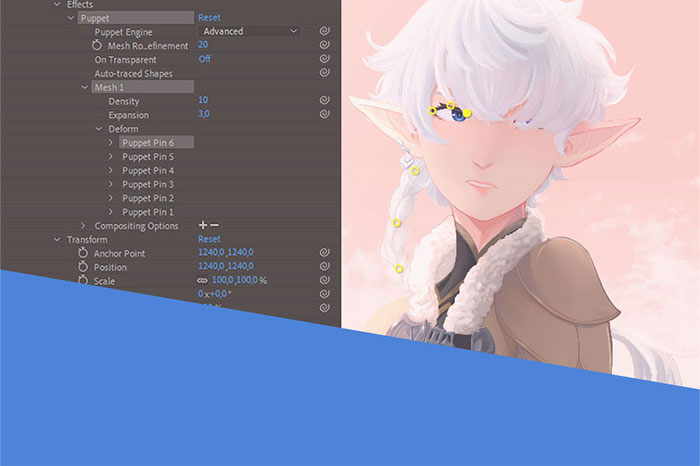 Effects
Puppet Reset
Puppet Engine Advanced
Mesh Ro..efinement 20
On Transparent Off
Auto-traced Shapes
Mesh 1
Density 10
Expansion 3,0
Deform
Puppet Pin 6
Puppet Pin 5
Puppet Pin 4
Puppet Pin 3
Puppet Pin 2
Puppet Pin 1
Compositing Options
Transform Reset
Anchor Point 1240,0 ,1240,0
Position 1240,0 ,1240,0
Scale 100,0 ,100,0 %
0 x+0,0°